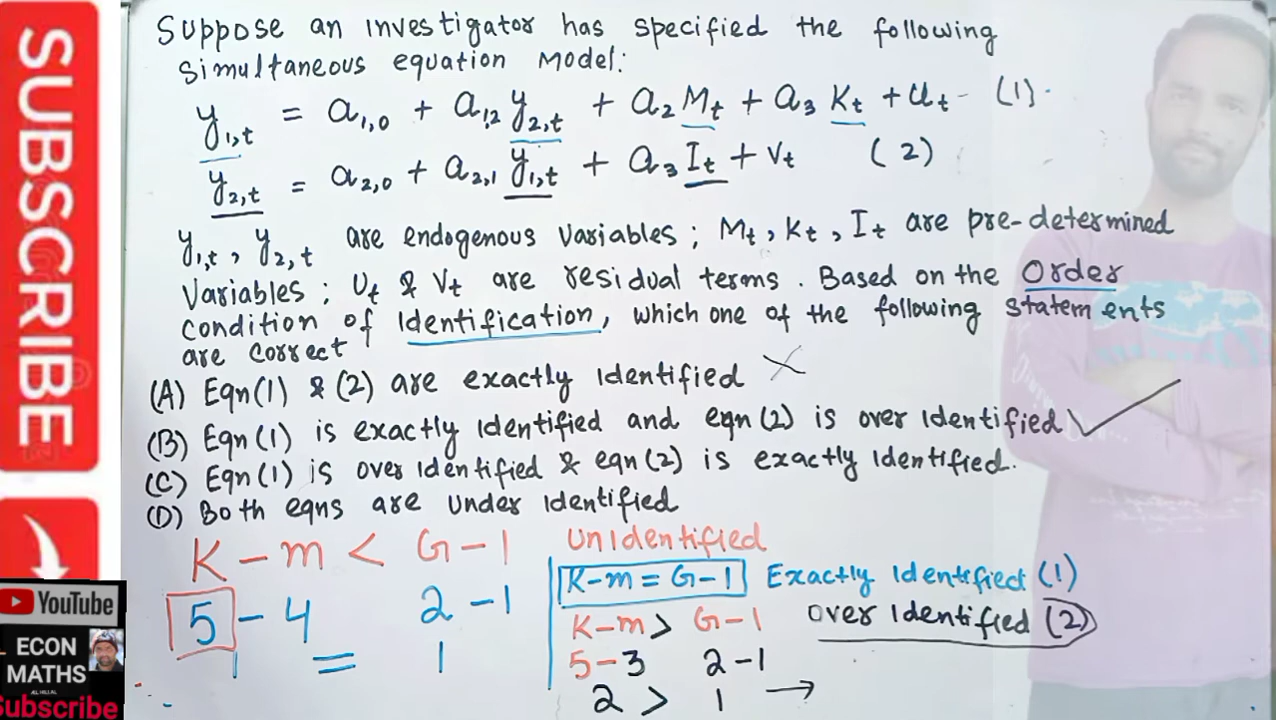 Suppose an investigator has specified the following
simultaneous equation Model:
y₁,t = a₁,₀ + a₁,₂ y₂,t + a₂ Mt + a₃ Kt + Ut - (1).
y₂,t = a₂,₀ + a₂,₁ y₁,t + a₃ It + Vt (2)
y₁,t, y₂,t are endogenous variables; Mt, Kt, It are pre-determined
variables; Ut & Vt are residual terms. Based on the Order
condition of Identification, which one of the following statements
are correct
(A) Eqn(1) & (2) are exactly Identified
(B) Eqn(1) is exactly Identified and eqn(2) is over Identified
(C) Eqn(1) is over Identified & eqn(2) is exactly Identified.
(D) Both eqns are under Identified
K - m < G - 1
5 - 4 2 - 1
1 = 1
Unidentified
K-m = G-1 Exactly Identified (1)
K-m > G-1 over Identified (2)
5-3 2-1
2 > 1 →
SUBSCRIBE
YouTube
ECON
MATHS
Subscribe